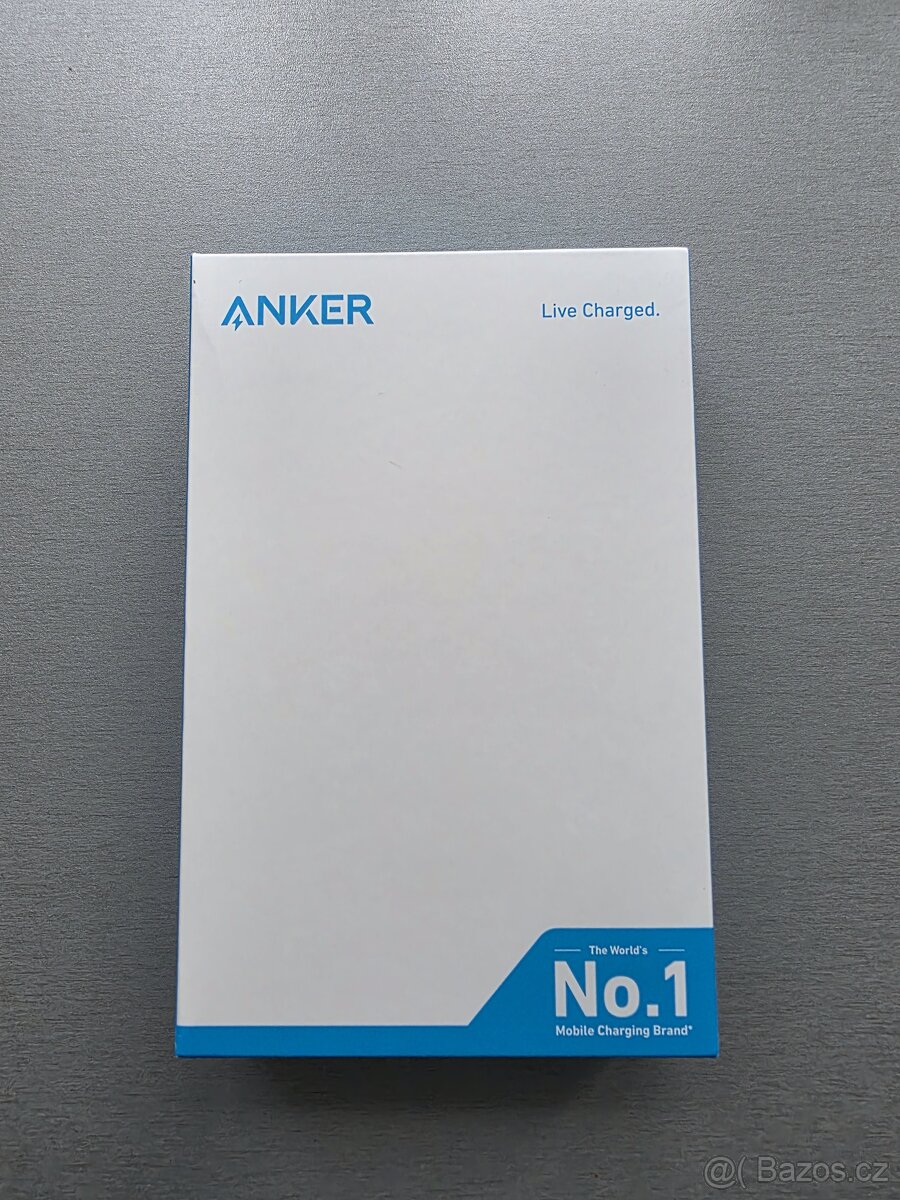 ANKER
Live Charged.
The World's
No.1
Mobile Charging Brand*
@( Bazos.cz